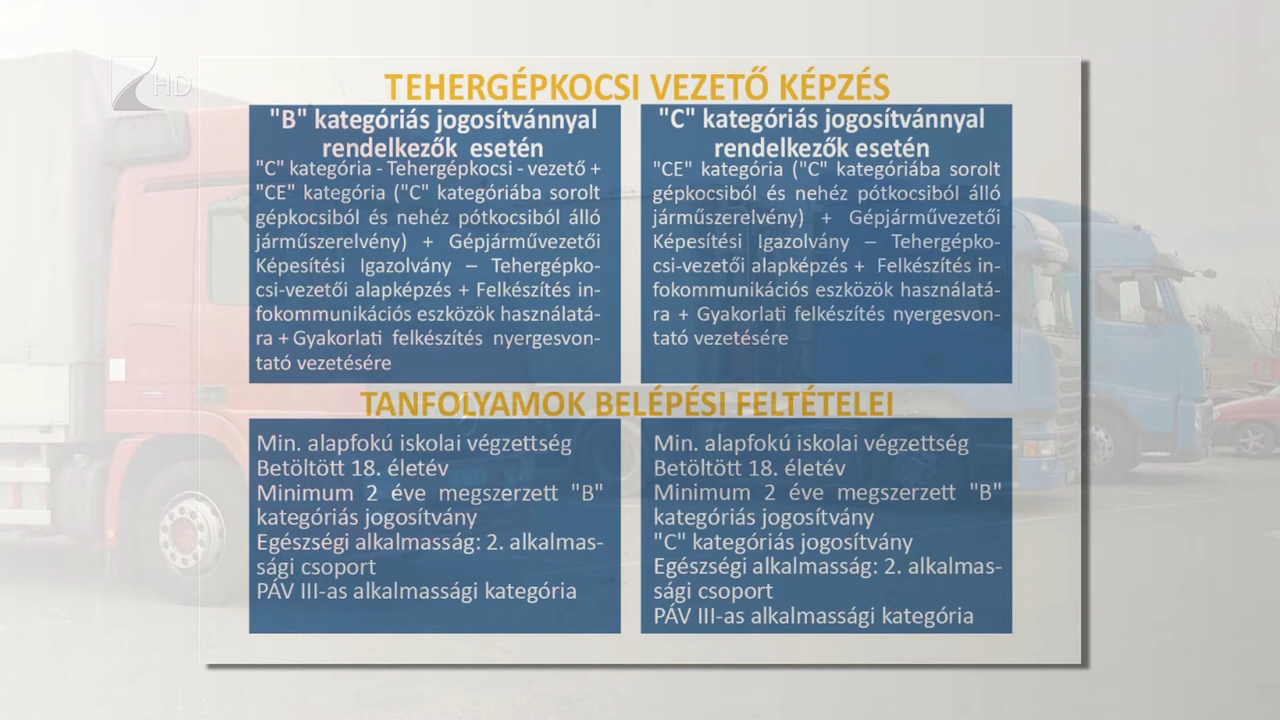 HD
TEHERGÉPKOCSI VEZETŐ KÉPZÉS
"B" kategóriás jogosítvánnyal
rendelkezők esetén
"C" kategória - Tehergépkocsi - vezető +
"CE" kategória ("C" kategóriába sorolt
gépkocsiból és nehéz pótkocsiból álló
járműszerelvény) + Gépjárművezetői
Képesítési Igazolvány – Tehergépko-
csi-vezetői alapképzés + Felkészítés in-
fokommunikációs eszközök használatá-
ra + Gyakorlati felkészítés nyergesvon-
tató vezetésére
"C" kategóriás jogosítvánnyal
rendelkezők esetén
"CE" kategória ("C" kategóriába sorolt
gépkocsiból és nehéz pótkocsiból álló
járműszerelvény) + Gépjárművezetői
Képesítési Igazolvány – Tehergépko-
csi-vezetői alapképzés + Felkészítés in-
fokommunikációs eszközök használatá-
ra + Gyakorlati felkészítés nyergesvon-
tató vezetésére
TANFOLYAMOK BELÉPÉSI FELTÉTELEI
Min. alapfokú iskolai végzettség
Betöltött 18. életév
Minimum 2 éve megszerzett "B"
kategóriás jogosítvány
Egészségi alkalmasság: 2. alkalmas-
sági csoport
PÁV III-as alkalmassági kategória
Min. alapfokú iskolai végzettség
Betöltött 18. életév
Minimum 2 éve megszerzett "B"
kategóriás jogosítvány
"C" kategóriás jogosítvány
Egészségi alkalmasság: 2. alkalmas-
sági csoport
PÁV III-as alkalmassági kategória